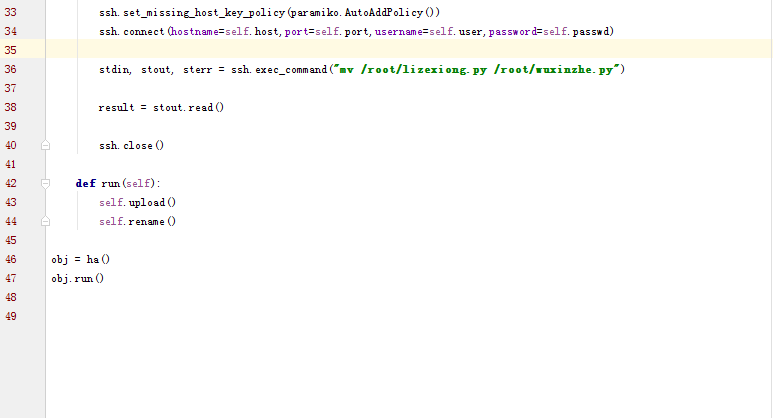 33 ssh.set_missing_host_key_policy(paramiko.AutoAddPolicy())
34 ssh.connect(hostname=self.host,port=self.port,username=self.user,password=self.passwd)
35
36 stdin, stout, sterr = ssh.exec_command("mv /root/lizexiong.py /root/wuxinzhe.py")
37
38 result = stout.read()
39
40 ssh.close()
41
42 def run(self):
43 self.upload()
44 self.rename()
45
46 obj = ha()
47 obj.run()
48
49